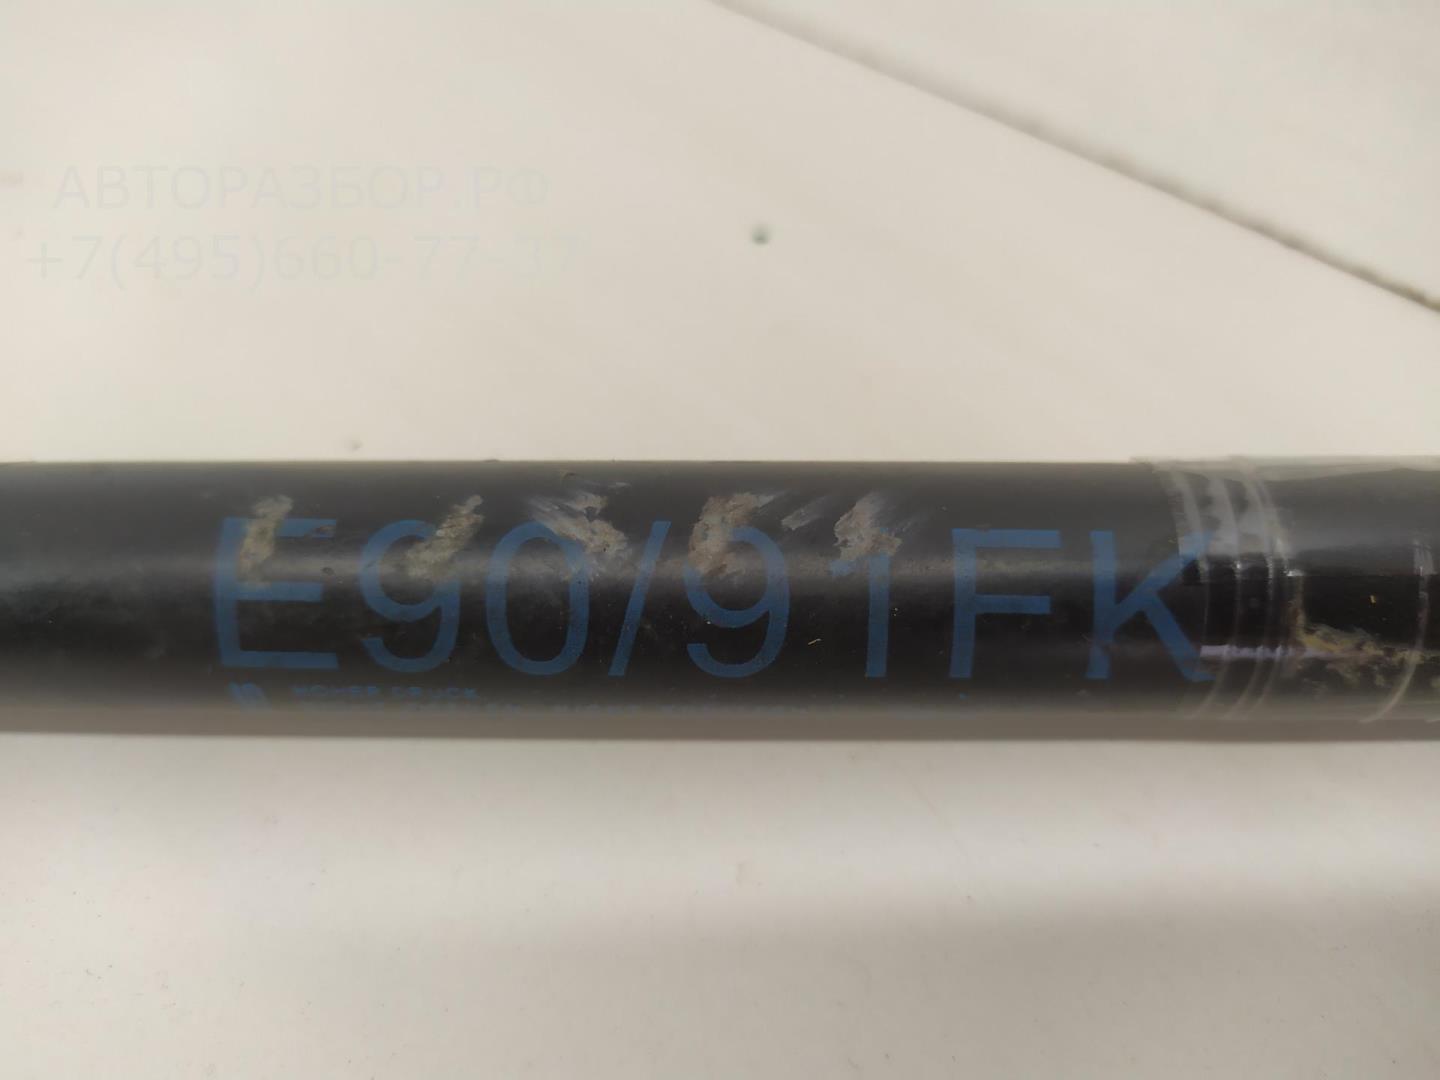 АВТОРАЗБОР.РФ
+7(495)660-77-37
E90/91FK
HOHER DRUCK